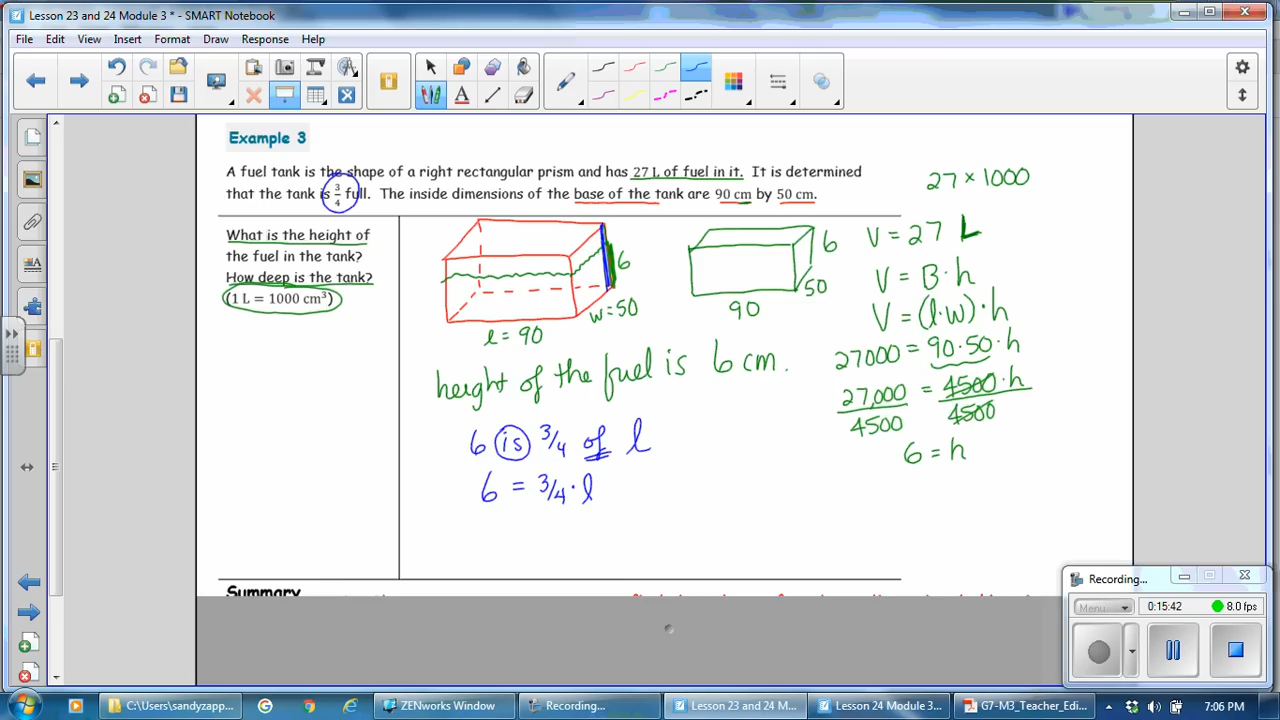 Lesson 23 and 24 Module 3 * - SMART Notebook
File Edit View Insert Format Draw Response Help
Example 3
A fuel tank is the shape of a right rectangular prism and has 27 L of fuel in it. It is determined
that the tank is 3/4 full. The inside dimensions of the base of the tank are 90 cm by 50 cm.
27 × 1000
What is the height of
the fuel in the tank?
How deep is the tank?
(1 L = 1000 cm³)
6
w = 50
l = 90
6
50
90
height of the fuel is 6 cm.
6 is 3/4 of l
6 = 3/4 · l
V = 27 L
V = B · h
V = (l·w) · h
27000 = 90·50·h
27,000 = 4500 · h
4500 4500
6 = h
Summary
Recording...
Menu
0:15:42
8.0 fps
C:\Users\sandyzapp...
ZENworks Window
Recording...
Lesson 23 and 24 M...
Lesson 24 Module 3...
G7-M3_Teacher_Edi...
7:06 PM